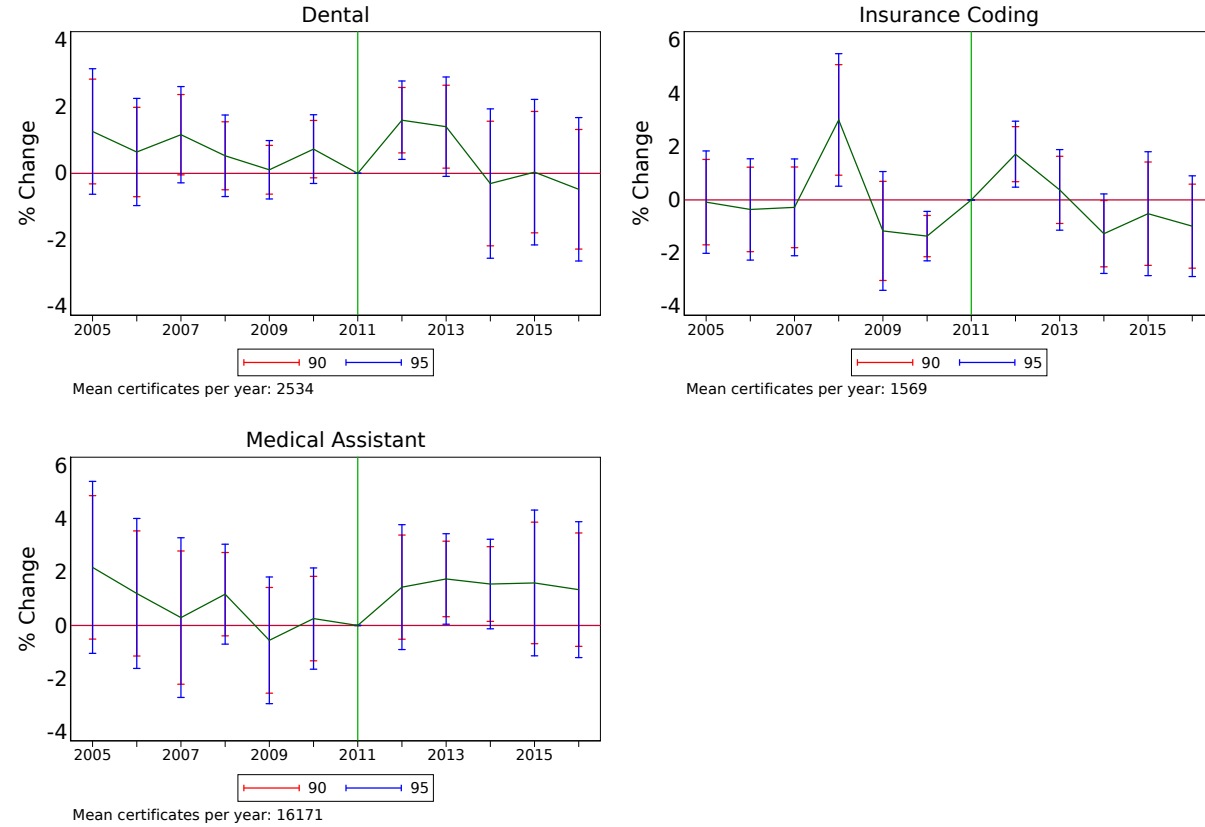 Dental
% Change
4
2
0
-2
-4
2005 2007 2009 2011 2013 2015
90 95
Mean certificates per year: 2534
Insurance Coding
% Change
6
4
2
0
-2
-4
2005 2007 2009 2011 2013 2015
90 95
Mean certificates per year: 1569
Medical Assistant
% Change
6
4
2
0
-2
-4
2005 2007 2009 2011 2013 2015
90 95
Mean certificates per year: 16171